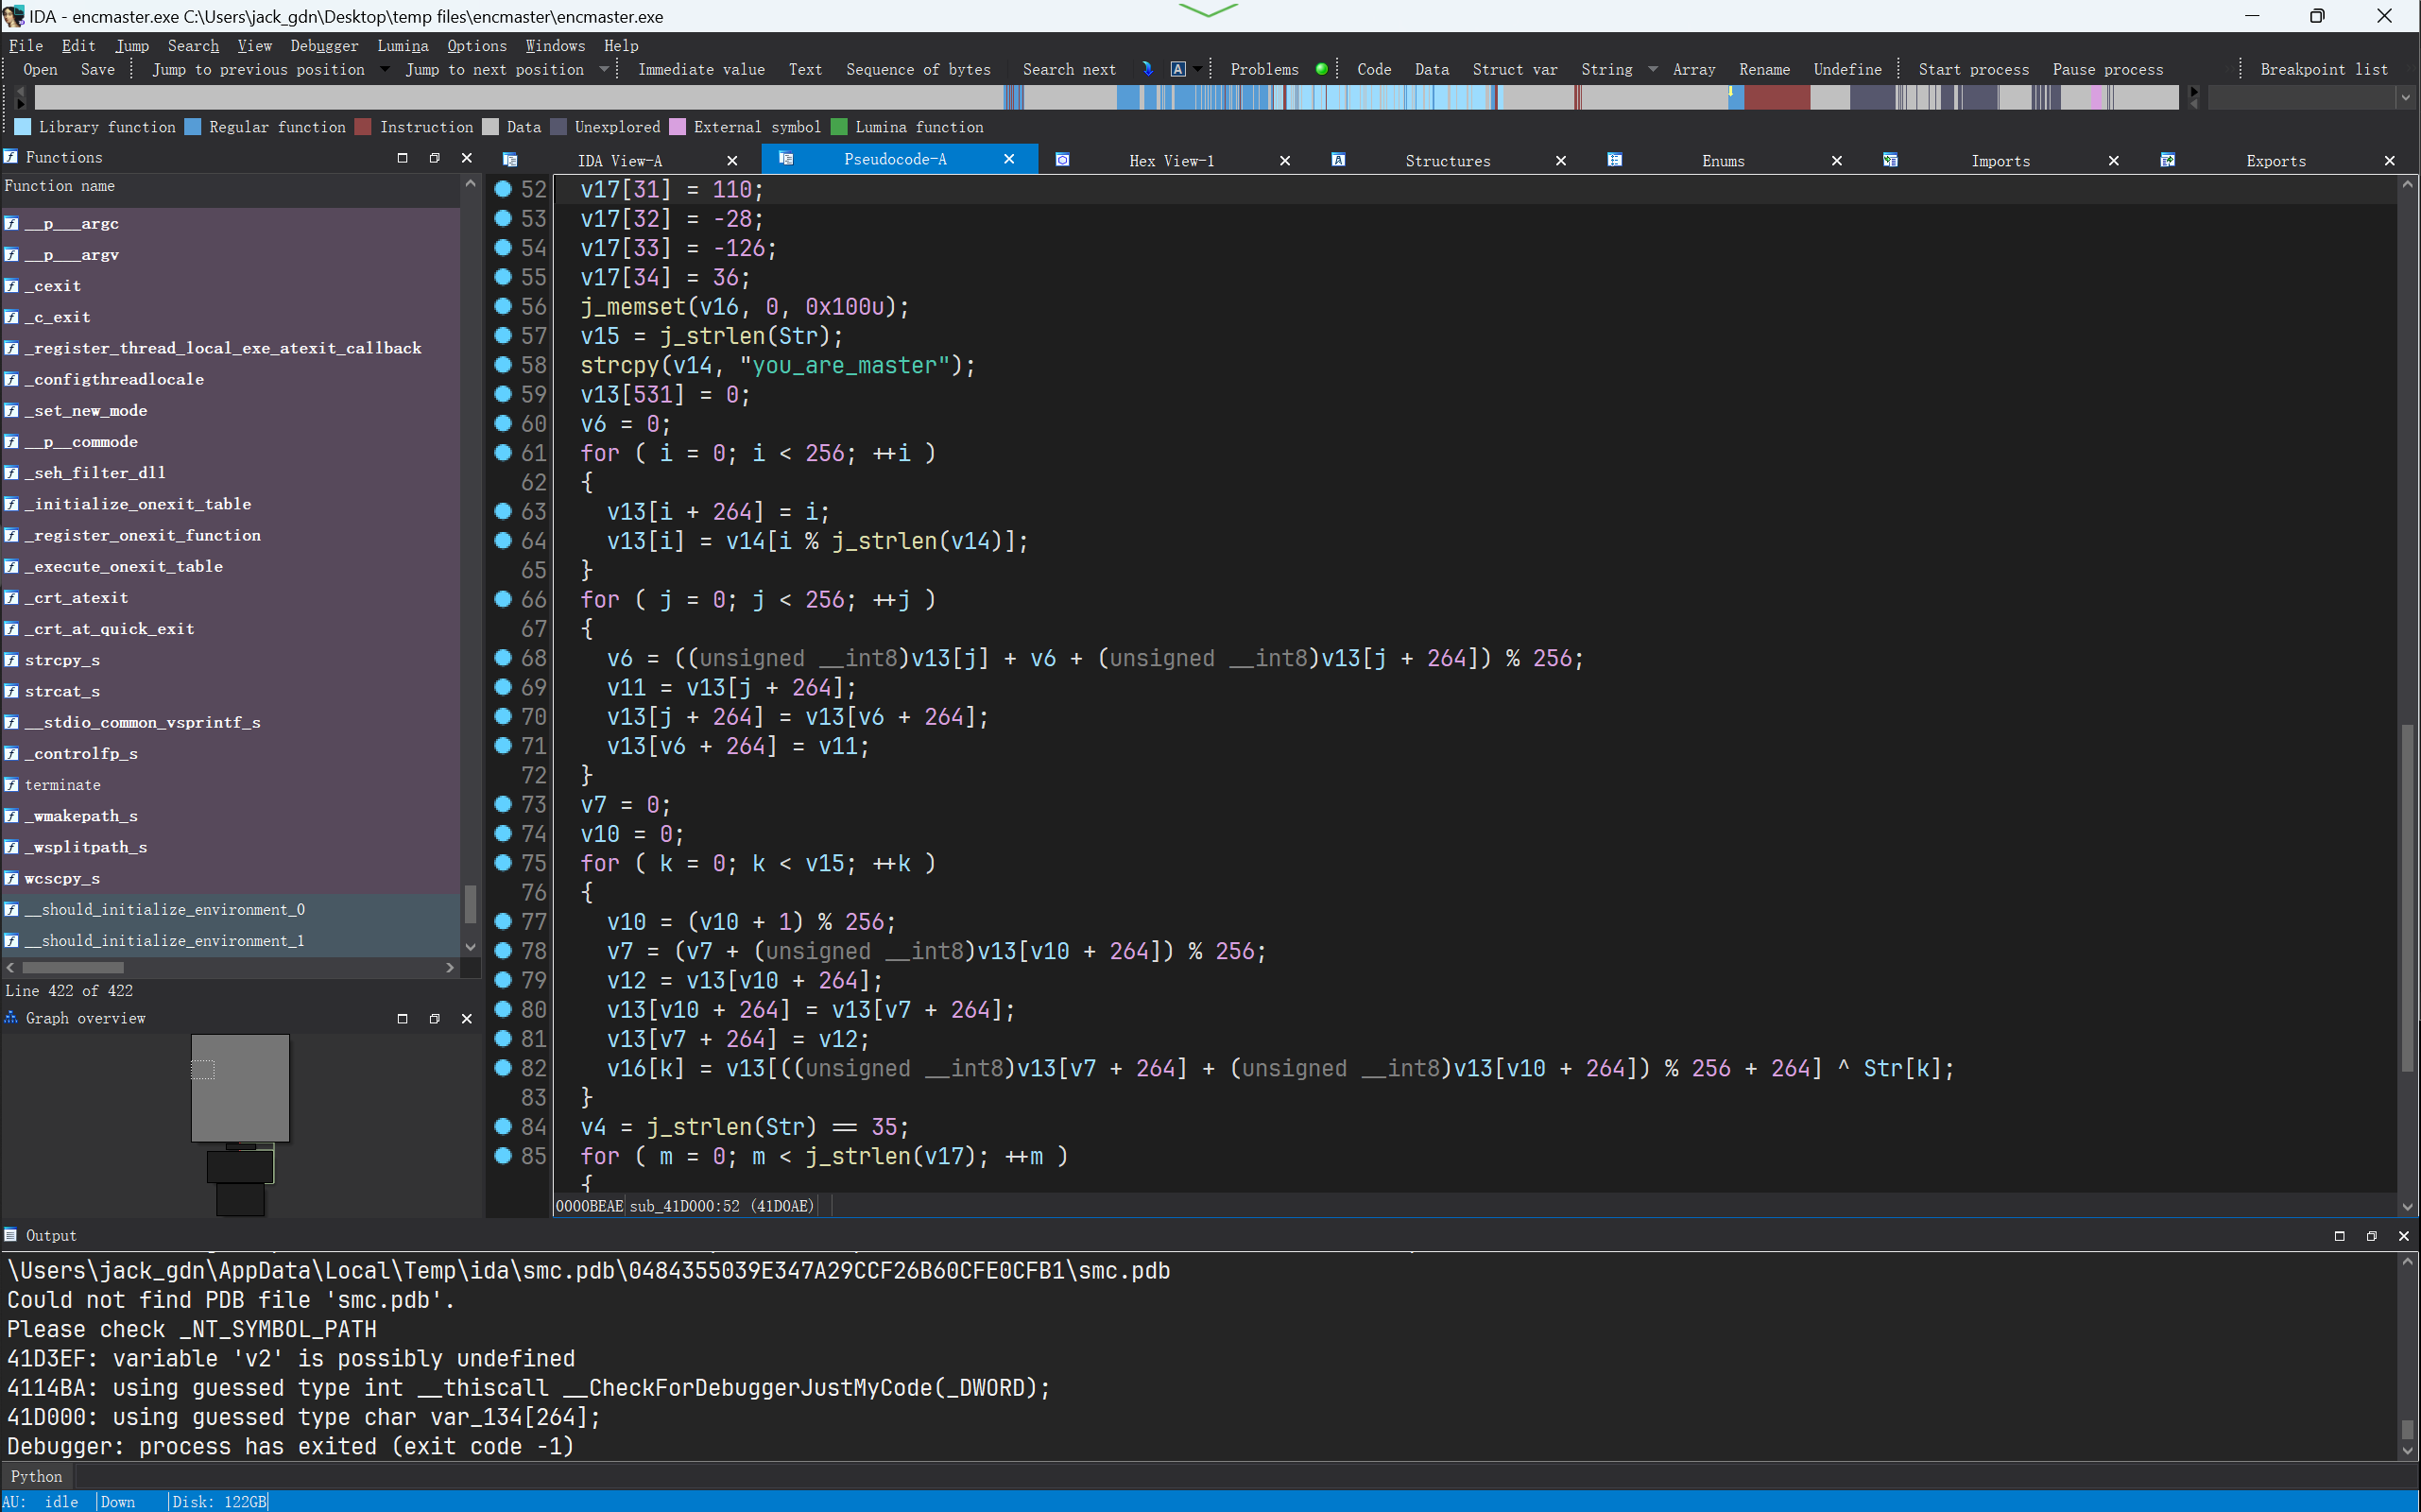 IDA - encmaster.exe C:\Users\jack_gdn\Desktop\temp files\encmaster\encmaster.exe
File Edit Jump Search View Debugger Lumina Options Windows Help
Open Save Jump to previous position Jump to next position Immediate value Text Sequence of bytes Search next Problems Code Data Struct var String Array Rename Undefine Start process Pause process Breakpoint list
Library function Regular function Instruction Data Unexplored External symbol Lumina function
Functions
Function name
__p___argc
__p___argv
_cexit
_c_exit
_register_thread_local_exe_atexit_callback
_configthreadlocale
_set_new_mode
__p__commode
_seh_filter_dll
_initialize_onexit_table
_register_onexit_function
_execute_onexit_table
_crt_atexit
_crt_at_quick_exit
strcpy_s
strcat_s
__stdio_common_vsprintf_s
_controlfp_s
terminate
_wmakepath_s
_wsplitpath_s
wcscpy_s
__should_initialize_environment_0
__should_initialize_environment_1
Line 422 of 422
Graph overview
IDA View-A Pseudocode-A Hex View-1 Structures Enums Imports Exports
52 v17[31] = 110;
53 v17[32] = -28;
54 v17[33] = -126;
55 v17[34] = 36;
56 j_memset(v16, 0, 0x100u);
57 v15 = j_strlen(Str);
58 strcpy(v14, "you_are_master");
59 v13[531] = 0;
60 v6 = 0;
61 for ( i = 0; i < 256; ++i )
62 {
63 v13[i + 264] = i;
64 v13[i] = v14[i % j_strlen(v14)];
65 }
66 for ( j = 0; j < 256; ++j )
67 {
68 v6 = ((unsigned __int8)v13[j] + v6 + (unsigned __int8)v13[j + 264]) % 256;
69 v11 = v13[j + 264];
70 v13[j + 264] = v13[v6 + 264];
71 v13[v6 + 264] = v11;
72 }
73 v7 = 0;
74 v10 = 0;
75 for ( k = 0; k < v15; ++k )
76 {
77 v10 = (v10 + 1) % 256;
78 v7 = (v7 + (unsigned __int8)v13[v10 + 264]) % 256;
79 v12 = v13[v10 + 264];
80 v13[v10 + 264] = v13[v7 + 264];
81 v13[v7 + 264] = v12;
82 v16[k] = v13[((unsigned __int8)v13[v7 + 264] + (unsigned __int8)v13[v10 + 264]) % 256 + 264] ^ Str[k];
83 }
84 v4 = j_strlen(Str) == 35;
85 for ( m = 0; m < j_strlen(v17); ++m )
{
0000BEAE sub_41D000:52 (41D0AE)
Output
\Users\jack_gdn\AppData\Local\Temp\ida\smc.pdb\0484355039E347A29CCF26B60CFE0CFB1\smc.pdb
Could not find PDB file 'smc.pdb'.
Please check _NT_SYMBOL_PATH
41D3EF: variable 'v2' is possibly undefined
4114BA: using guessed type int __thiscall __CheckForDebuggerJustMyCode(_DWORD);
41D000: using guessed type char var_134[264];
Debugger: process has exited (exit code -1)
Python
AU: idle Down Disk: 122GB